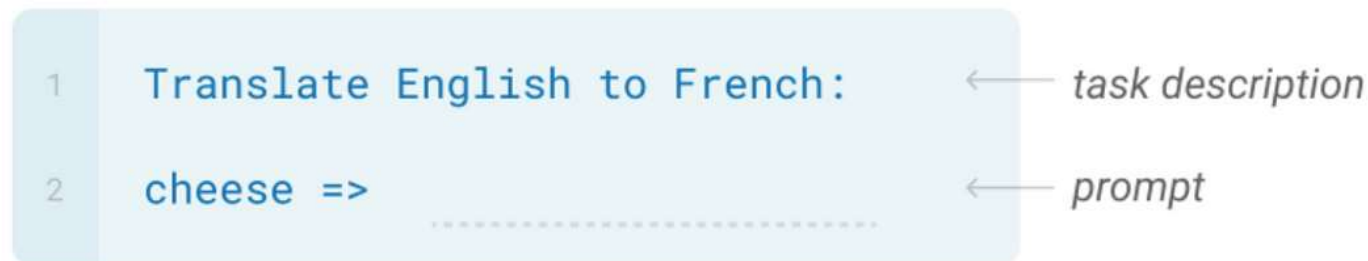 1 Translate English to French: ← task description
2 cheese => ← prompt